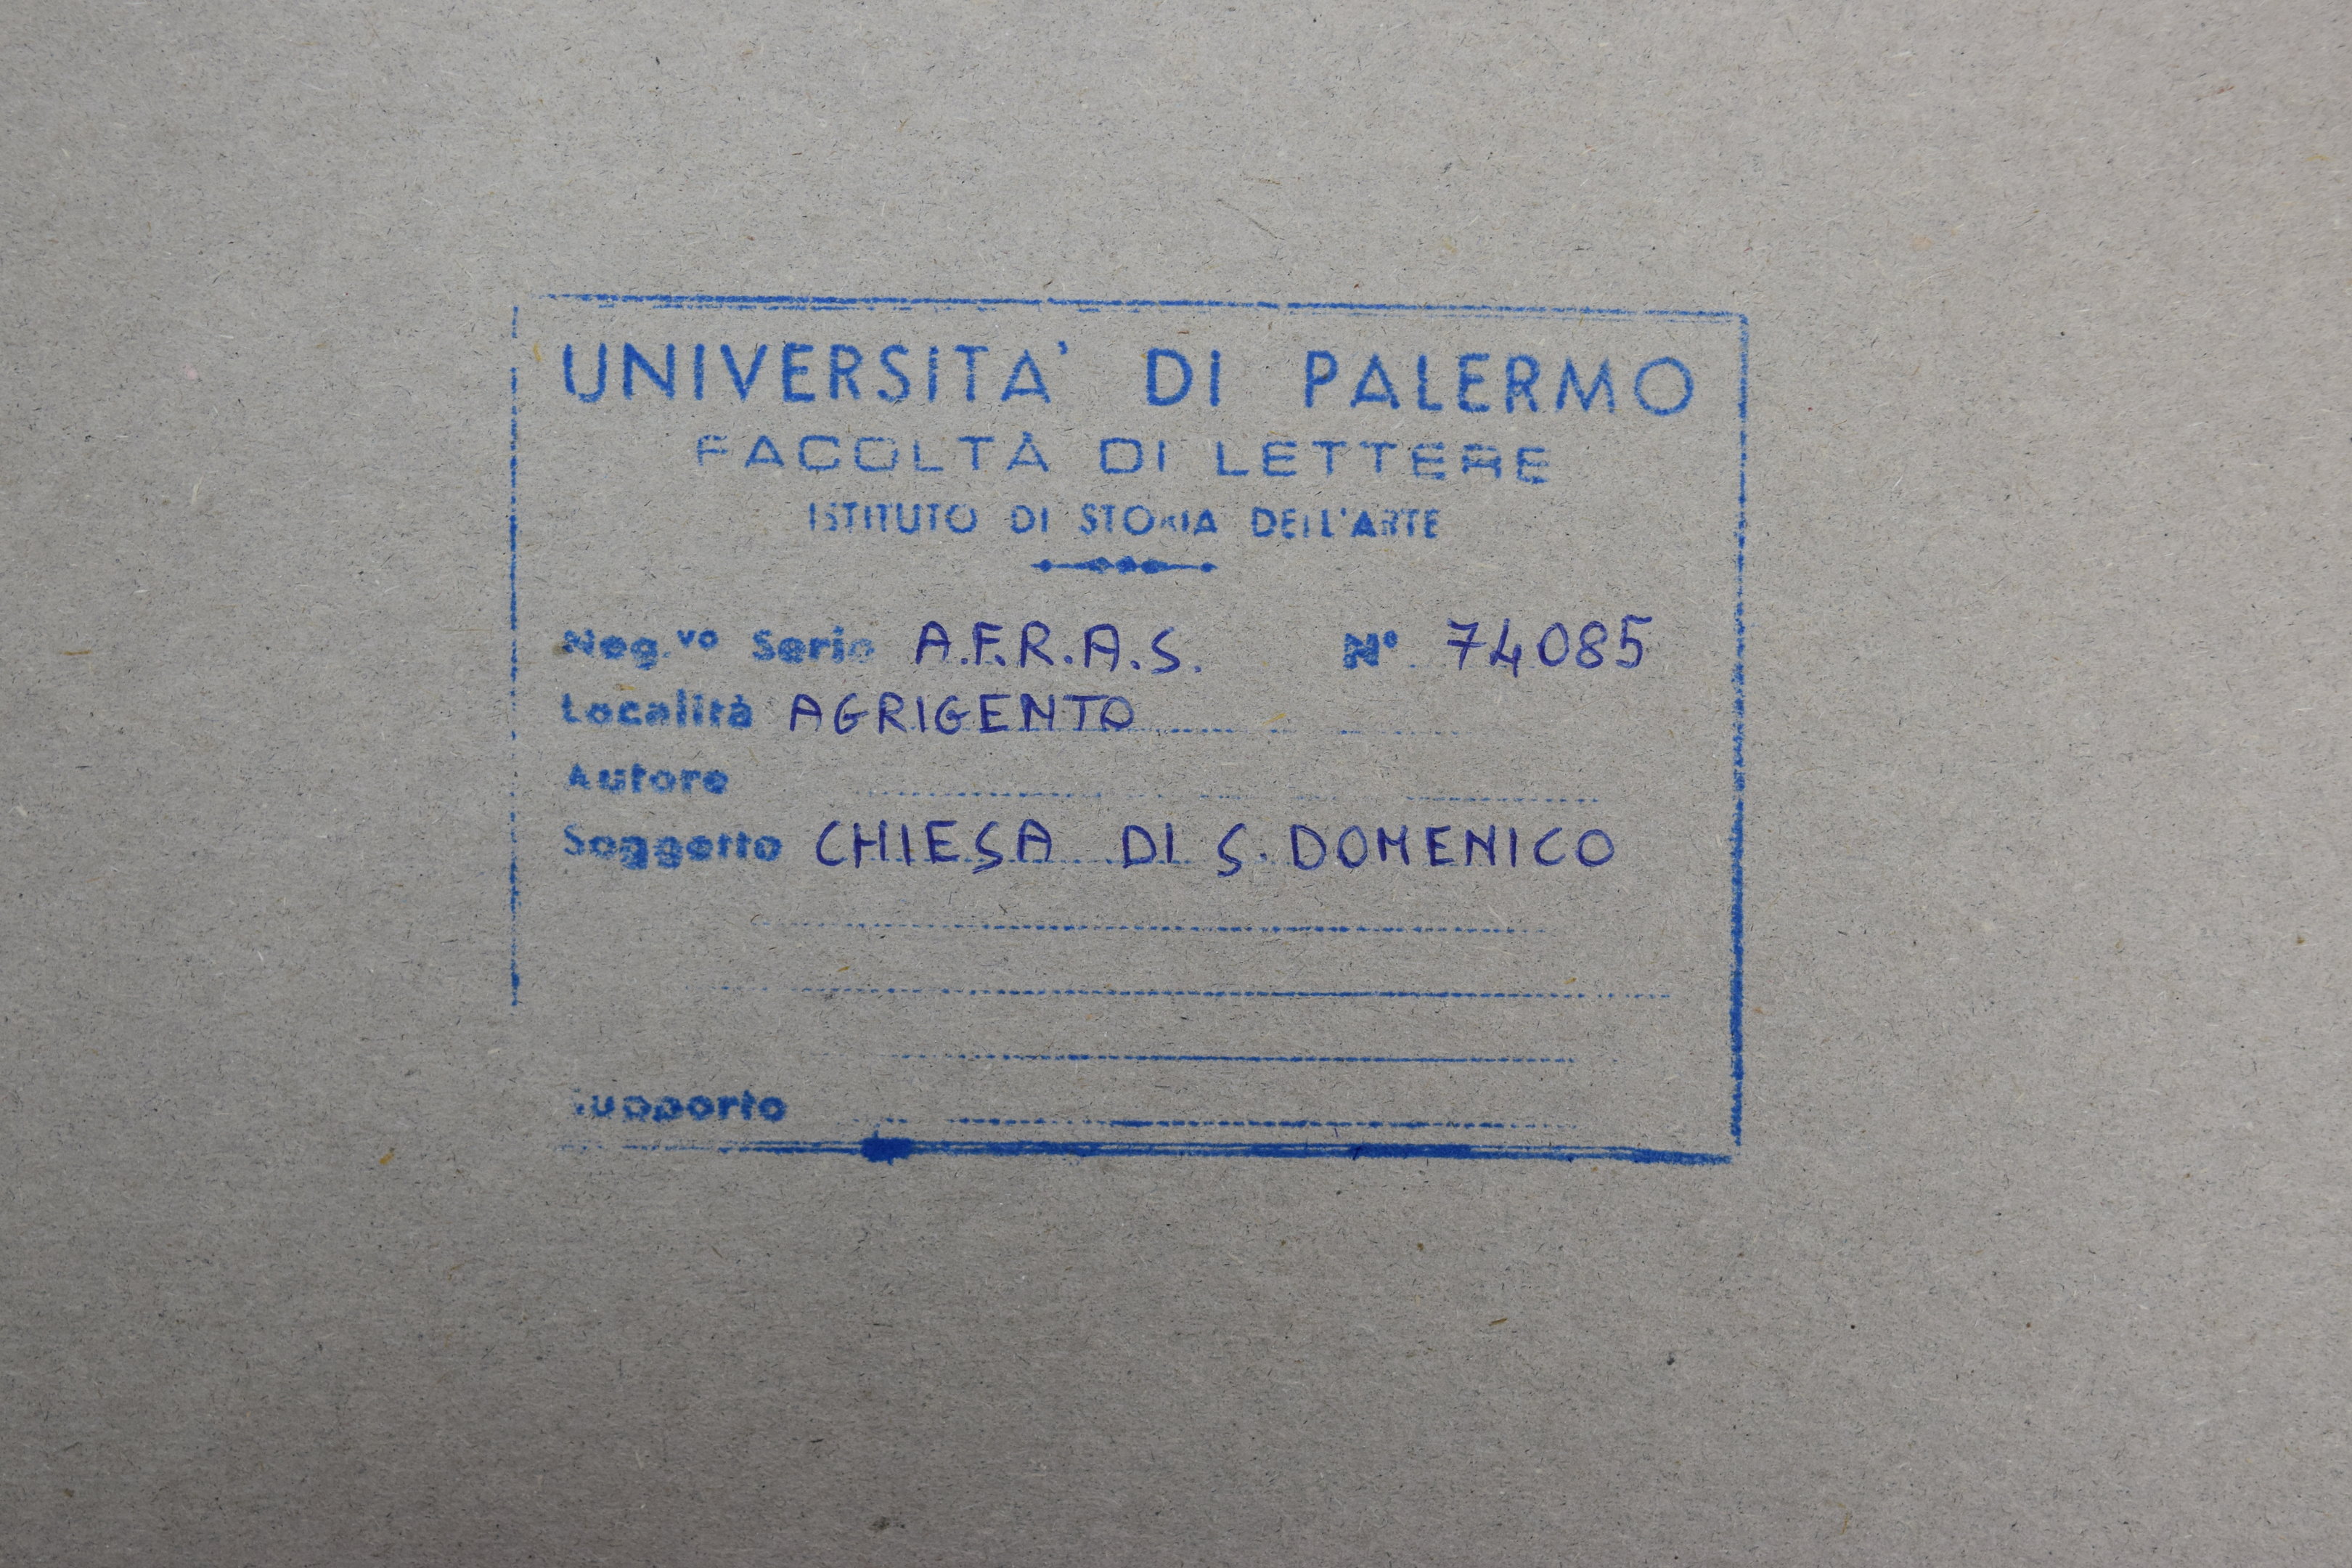 UNIVERSITA' DI PALERMO
FACOLTÀ DI LETTERE
ISTITUTO DI STORIA DELL'ARTE
Neg.vo Serie A.F.R.A.S. N° 74085
Località AGRIGENTO
Autore
Soggetto CHIESA DI S. DOMENICO
Supporto